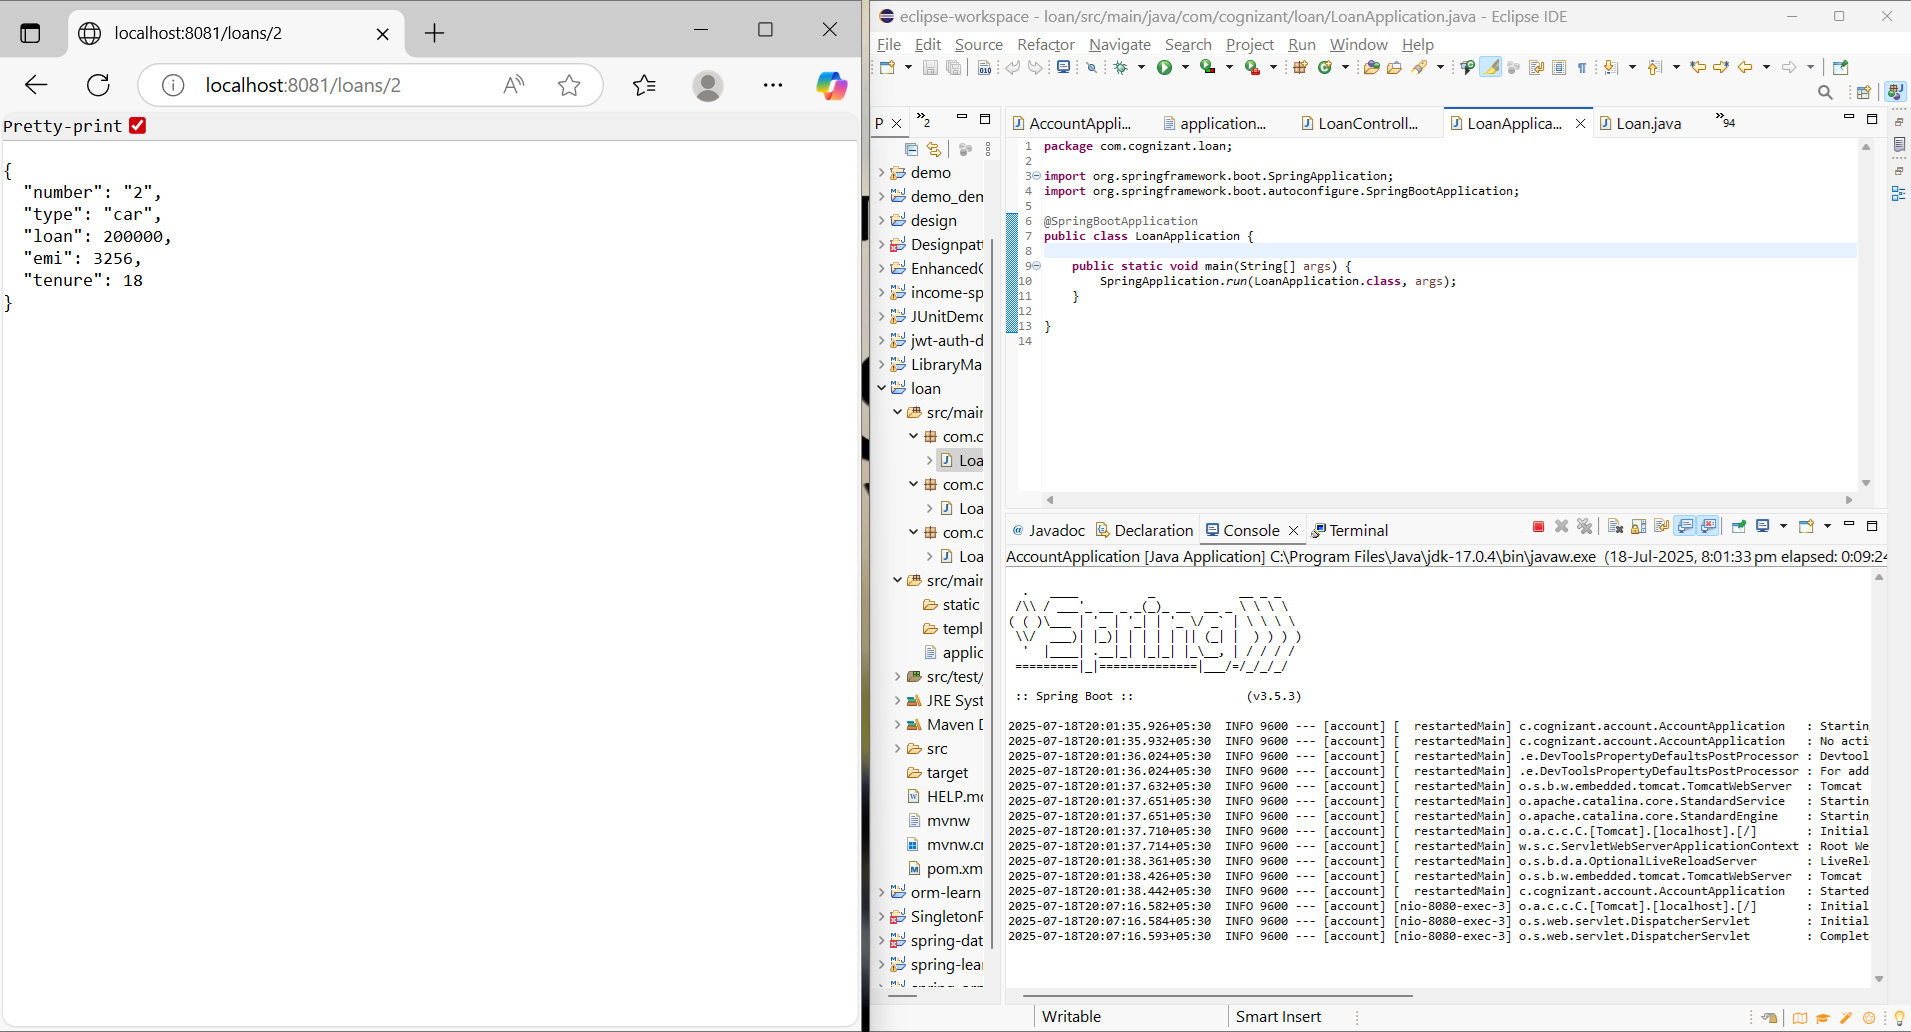 localhost:8081/loans/2
localhost:8081/loans/2
Pretty-print
{
"number": "2",
"type": "car",
"loan": 200000,
"emi": 3256,
"tenure": 18
}
eclipse-workspace - loan/src/main/java/com/cognizant/loan/LoanApplication.java - Eclipse IDE
File Edit Source Refactor Navigate Search Project Run Window Help
P
2
demo
demo_den
design
Designpatt
EnhancedC
income-sp
JUnitDemo
jwt-auth-d
LibraryMa
loan
src/mair
com.c
Loa
com.c
Loa
com.c
Loa
src/mair
static
templ
applic
src/test/
JRE Syst
Maven D
src
target
HELP.mc
mvnw
mvnw.cr
pom.xm
orm-learn
SingletonP
spring-dat
spring-lear
AccountAppli... application... LoanControll... LoanApplica... Loan.java 94
1 package com.cognizant.loan;
2
3 import org.springframework.boot.SpringApplication;
4 import org.springframework.boot.autoconfigure.SpringBootApplication;
5
6 @SpringBootApplication
7 public class LoanApplication {
8
9 public static void main(String[] args) {
10 SpringApplication.run(LoanApplication.class, args);
11 }
12
13 }
14
Javadoc Declaration Console Terminal
AccountApplication [Java Application] C:\Program Files\Java\jdk-17.0.4\bin\javaw.exe (18-Jul-2025, 8:01:33 pm elapsed: 0:09:24
Spring
:: Spring Boot :: (v3.5.3)
2025-07-18T20:01:35.926+05:30 INFO 9600 --- [account] [ restartedMain] c.cognizant.account.AccountApplication : Startin
2025-07-18T20:01:35.932+05:30 INFO 9600 --- [account] [ restartedMain] c.cognizant.account.AccountApplication : No acti
2025-07-18T20:01:36.024+05:30 INFO 9600 --- [account] [ restartedMain] .e.DevToolsPropertyDefaultsPostProcessor : Devtool
2025-07-18T20:01:36.024+05:30 INFO 9600 --- [account] [ restartedMain] .e.DevToolsPropertyDefaultsPostProcessor : For add
2025-07-18T20:01:37.632+05:30 INFO 9600 --- [account] [ restartedMain] o.s.b.w.embedded.tomcat.TomcatWebServer : Tomcat
2025-07-18T20:01:37.651+05:30 INFO 9600 --- [account] [ restartedMain] o.apache.catalina.core.StandardService : Startin
2025-07-18T20:01:37.651+05:30 INFO 9600 --- [account] [ restartedMain] o.apache.catalina.core.StandardEngine : Startin
2025-07-18T20:01:37.710+05:30 INFO 9600 --- [account] [ restartedMain] o.a.c.c.C.[Tomcat].[localhost].[/] : Initial
2025-07-18T20:01:37.714+05:30 INFO 9600 --- [account] [ restartedMain] w.s.c.ServletWebServerApplicationContext : Root We
2025-07-18T20:01:38.361+05:30 INFO 9600 --- [account] [ restartedMain] o.s.b.d.a.OptionalLiveReloadServer : LiveRel
2025-07-18T20:01:38.426+05:30 INFO 9600 --- [account] [ restartedMain] o.s.b.w.embedded.tomcat.TomcatWebServer : Tomcat
2025-07-18T20:01:38.442+05:30 INFO 9600 --- [account] [ restartedMain] c.cognizant.account.AccountApplication : Started
2025-07-18T20:07:16.582+05:30 INFO 9600 --- [account] [nio-8080-exec-3] o.a.c.c.C.[Tomcat].[localhost].[/] : Initial
2025-07-18T20:07:16.584+05:30 INFO 9600 --- [account] [nio-8080-exec-3] o.s.web.servlet.DispatcherServlet : Initial
2025-07-18T20:07:16.593+05:30 INFO 9600 --- [account] [nio-8080-exec-3] o.s.web.servlet.DispatcherServlet : Complet
Writable Smart Insert